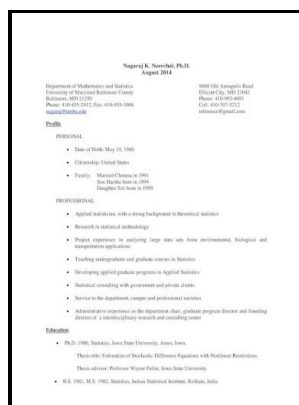 Nagaraj K. Neerchal, Ph.D.
August 2014
Department of Mathematics and Statistics
University of Maryland Baltimore County
Baltimore, MD 21250
Phone: 410-455-2412, Fax: 410-455-1066
nagaraj@umbc.edu
9688 Old Annapolis Road
Ellicott City, MD 21042
Phone: 410-992-
Cell: 410-707-5212
@gmail.com
Profile
PERSONAL
• Date of Birth: May 19, 1960
• Citizenship: United States
• Family: Married Chetana in 1991
Son Harsha born in 1994
Daughter Siri born in 1999
PROFESSIONAL
• Applied statistician, with a strong background in theoretical statistics
• Research in statistical methodology
• Project experience in analyzing large data sets from environmental, biological and
transportation applications
• Teaching undergraduate and graduate courses in Statistics
• Developing applied graduate programs in Applied Statistics
• Statistical consulting with government and private clients
• Service to the department, campus and professional societies
• Administrative experience as the department chair, graduate program director and founding
director of a interdisciplinary research and consulting center
Education
• Ph.D. 1986, Statistics, Iowa State University, Ames, Iowa.
Thesis title: Estimation of Stochastic Difference Equations with Nonlinear Restrictions
Thesis advisor: Professor Wayne Fuller, Iowa State University
• B.S. 1981, M.S. 1982, Statistics, Indian Statistical Institute, Kolkata, India